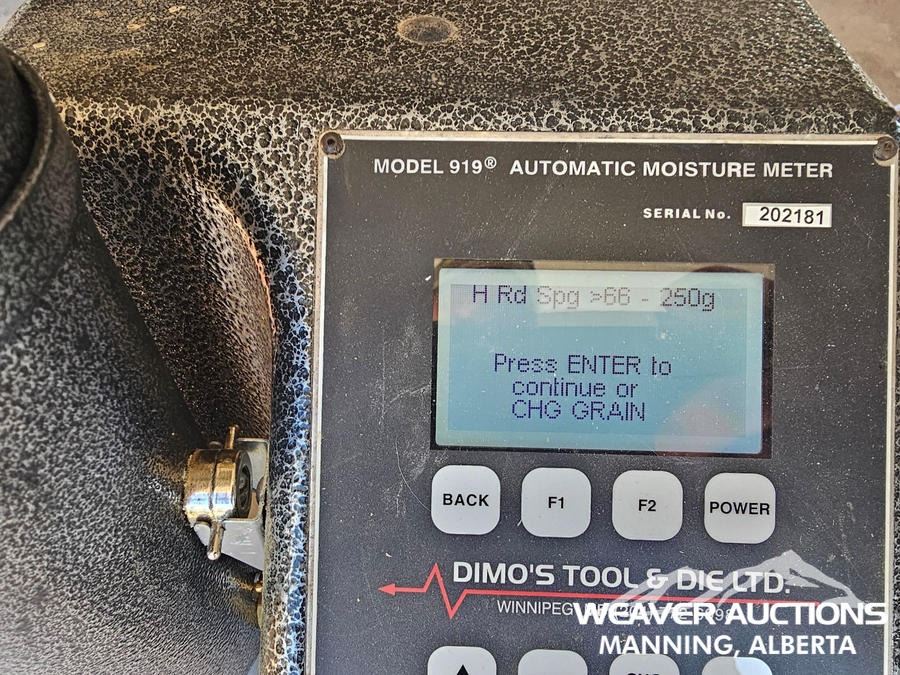 MODEL 919® AUTOMATIC MOISTURE METER
SERIAL No. 202181
H Rd Spg >66 - 250g
Press ENTER to
continue or
CHG GRAIN
BACK F1 F2 POWER
DIMO'S TOOL & DIE LTD.
WINNIPEG
WEAVER AUCTIONS
MANNING, ALBERTA